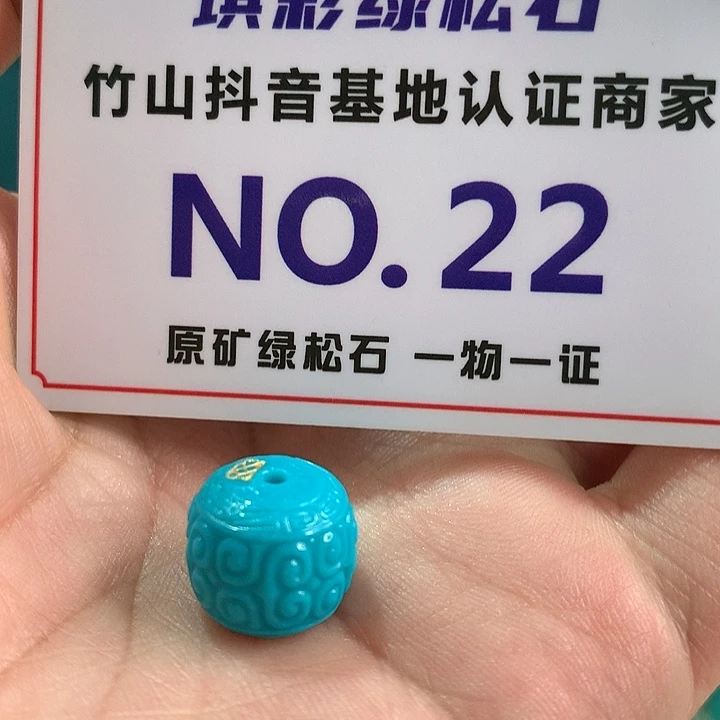 琪彩绿松石
竹山抖音基地认证商家
NO.22
原矿绿松石 一物一证